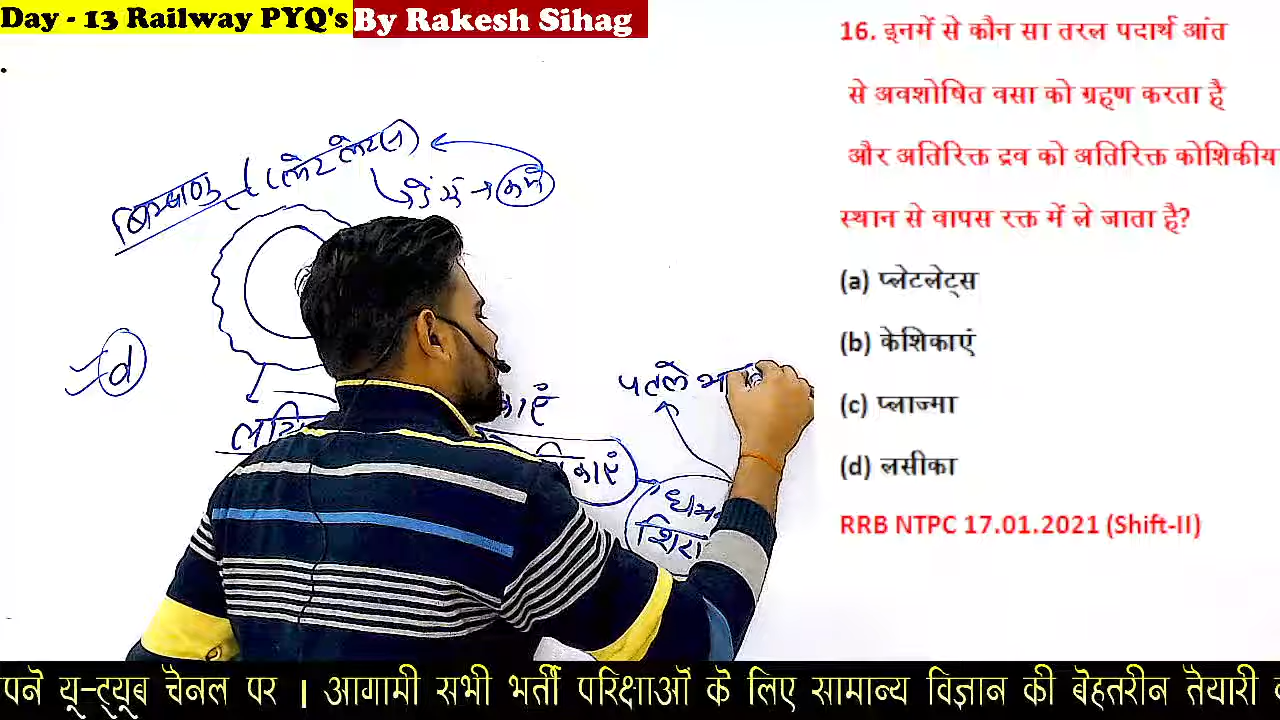 Day - 13 Railway PYQ's By Rakesh Sihag
16. इनमें से कौन सा तरल पदार्थ आंत
से अवशोषित वसा को ग्रहण करता है
और अतिरिक्त द्रव को अतिरिक्त कोशिकीय
स्थान से वापस रक्त में ले जाता है?
(a) प्लेटलेट्स
(b) केशिकाएं
(c) प्लाज्मा
(d) लसीका
RRB NTPC 17.01.2021 (Shift-II)
बिम्बाणु
d
पतले
शिरा
पने यू-ट्यूब चैनल पर । आगामी सभी भर्ती परिक्षाओं के लिए सामान्य विज्ञान की बेहतरीन तैयारी